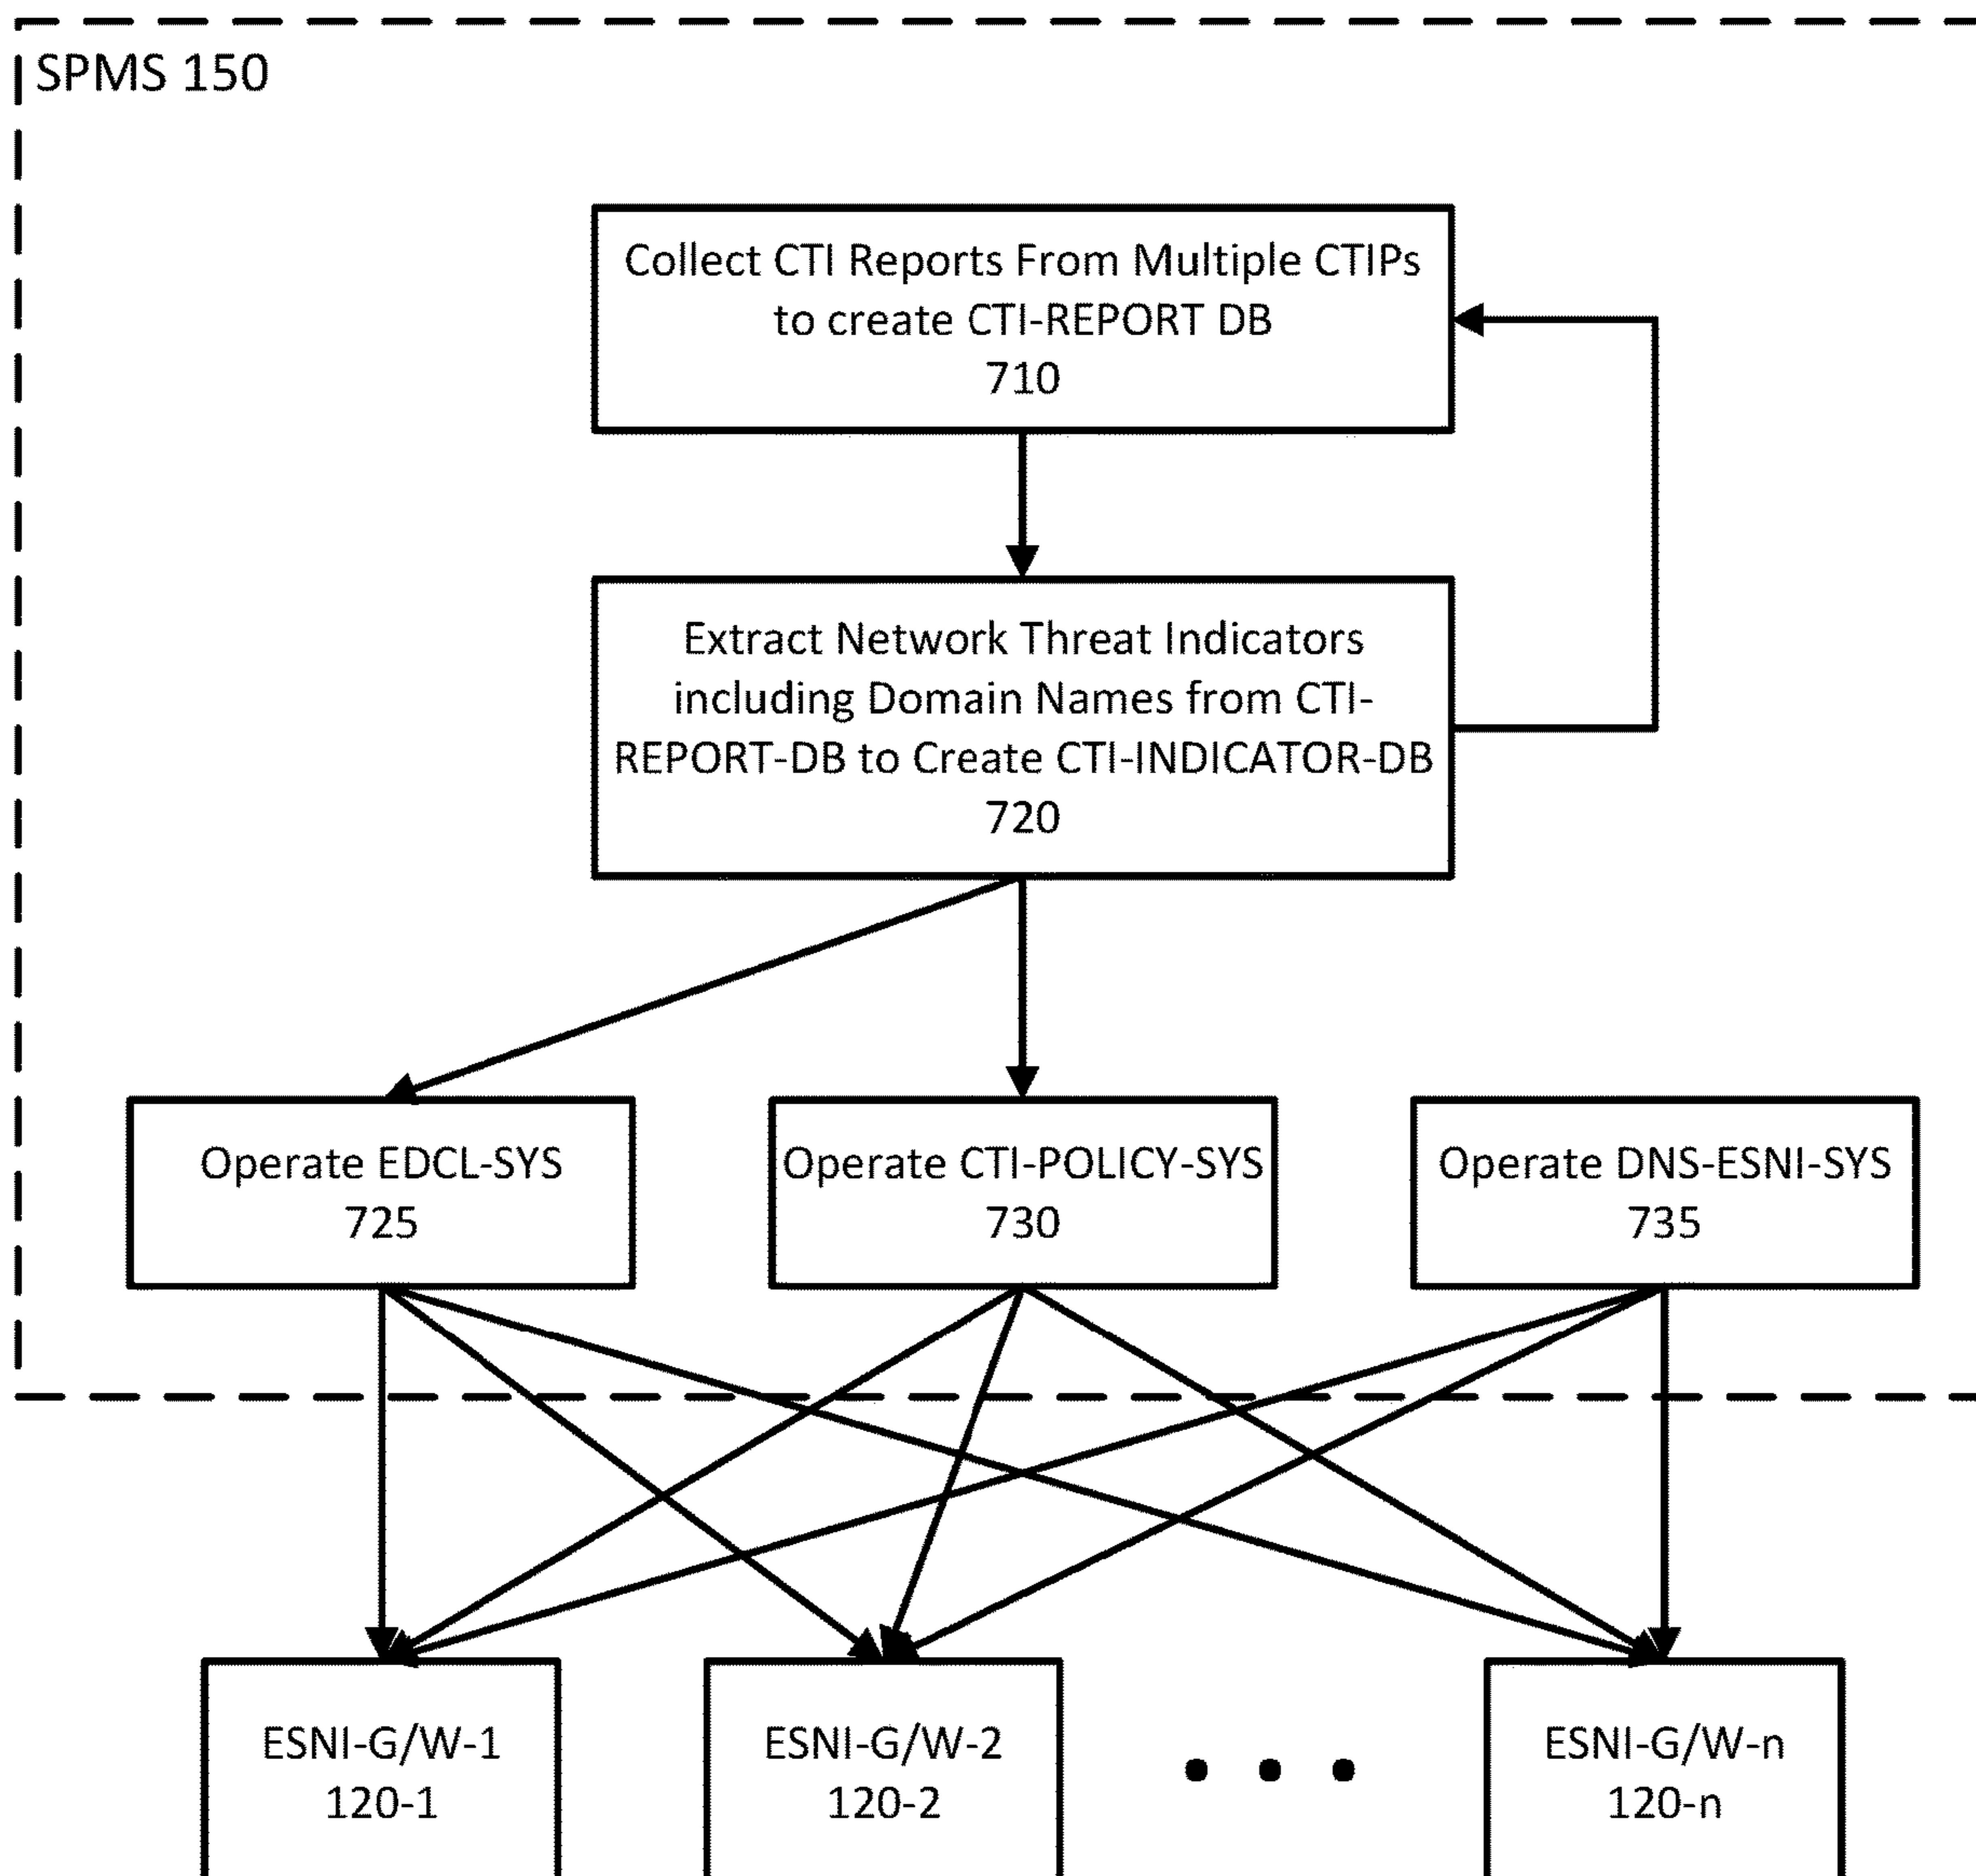 SPMS 150
Collect CTI Reports From Multiple CTIPs
to create CTI-REPORT DB
710
Extract Network Threat Indicators
including Domain Names from CTI-
REPORT-DB to Create CTI-INDICATOR-DB
720
Operate EDCL-SYS
725
Operate CTI-POLICY-SYS
730
Operate DNS-ESNI-SYS
735
ESNI-G/W-1
120-1
ESNI-G/W-2
120-2
ESNI-G/W-n
120-n